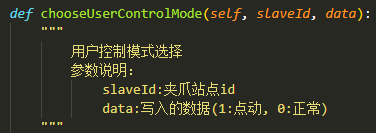 def chooseUserControlMode(self, slaveId, data):
"""
用户控制模式选择
参数说明:
slaveId:夹爪站点id
data:写入的数据(1:点动, 0:正常)
"""